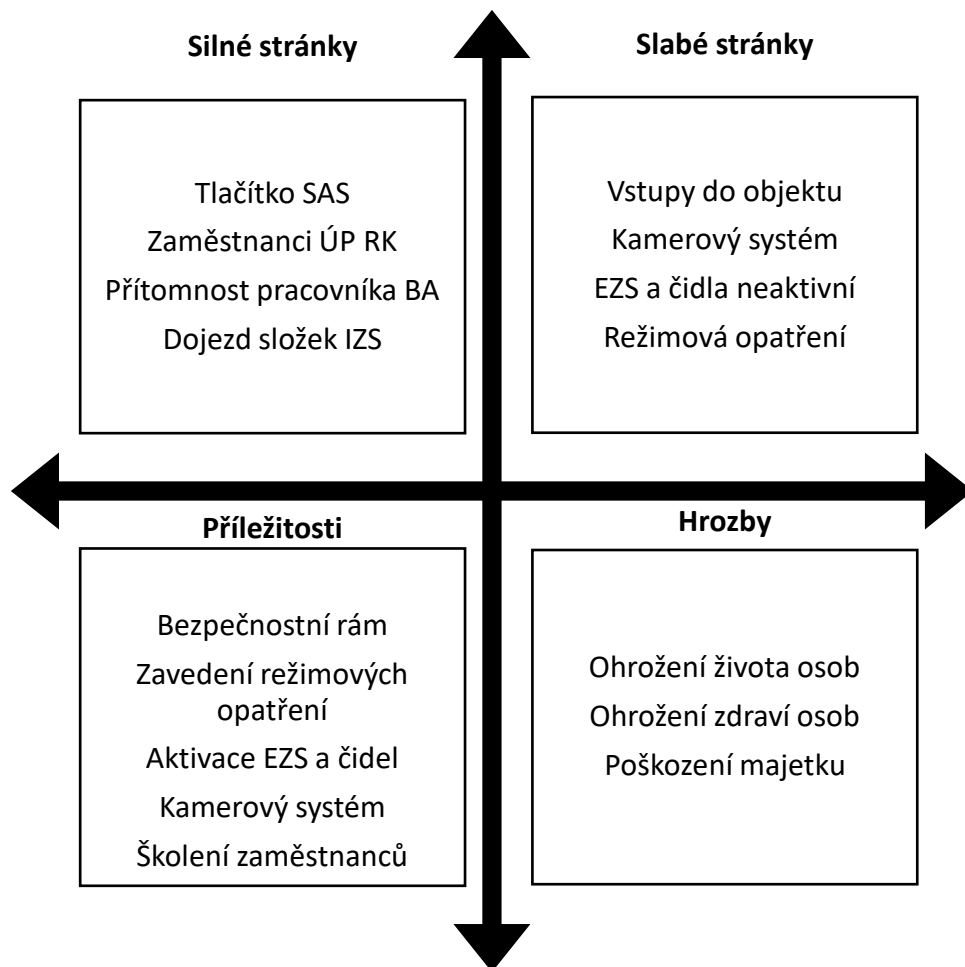 Silné stránky
Tlačítko SAS
Zaměstnanci ÚP RK
Přítomnost pracovníka BA
Dojezd složek IZS
Slabé stránky
Vstupy do objektu
Kamerový systém
EZS a čidla neaktivní
Režimová opatření
Příležitosti
Bezpečnostní rám
Zavedení režimových
opatření
Aktivace EZS a čidel
Kamerový systém
Školení zaměstnanců
Hrozby
Ohrožení života osob
Ohrožení zdraví osob
Poškození majetku